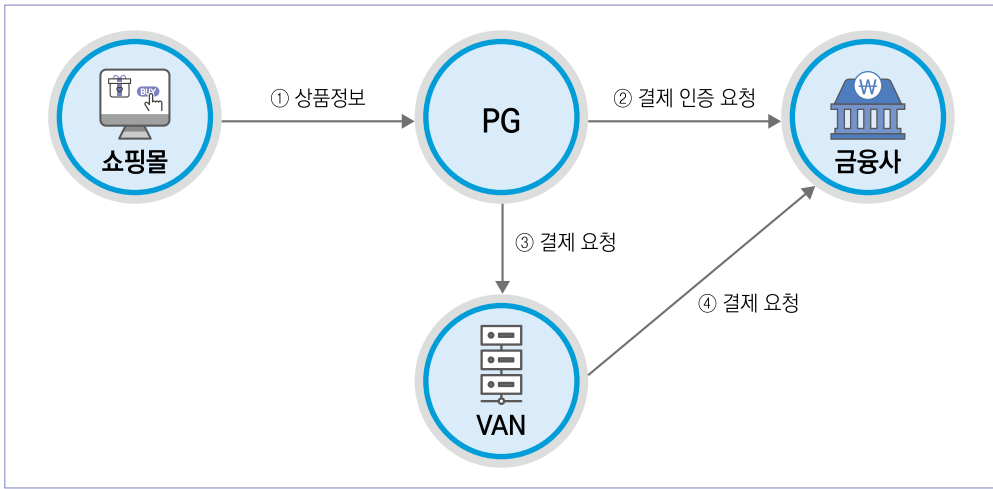 BUY
① 상품정보
PG
② 결제 인증 요청
₩
쇼핑몰
금융사
③ 결제 요청
④ 결제 요청
VAN